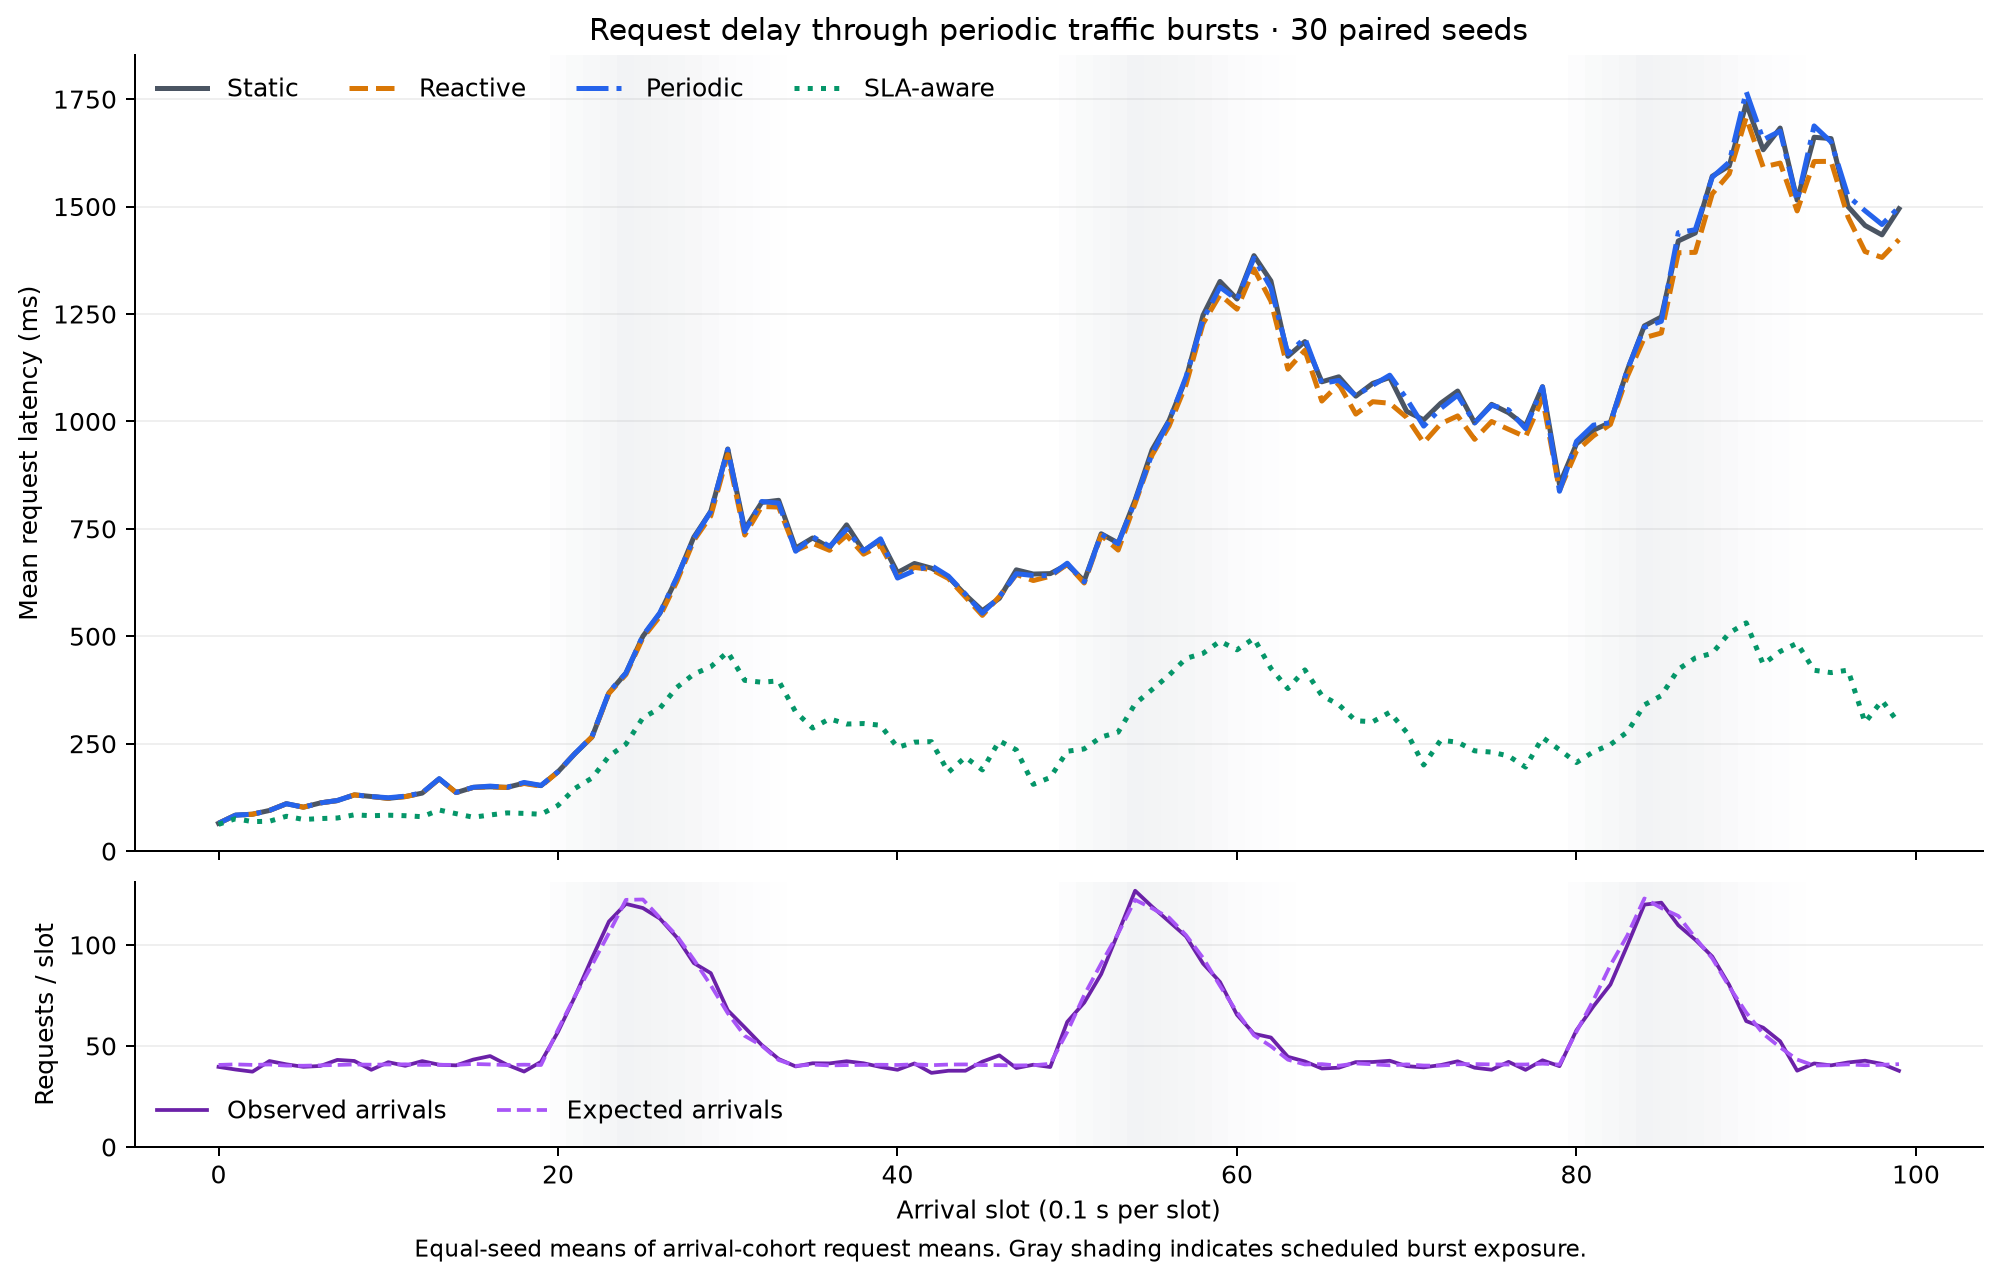 Request delay through periodic traffic bursts · 30 paired seeds
Static Reactive Periodic SLA-aware
Mean request latency (ms)
1750
1500
1250
1000
750
500
250
0
Requests / slot
100
50
0
Observed arrivals Expected arrivals
0 20 40 60 80 100
Arrival slot (0.1 s per slot)
Equal-seed means of arrival-cohort request means. Gray shading indicates scheduled burst exposure.